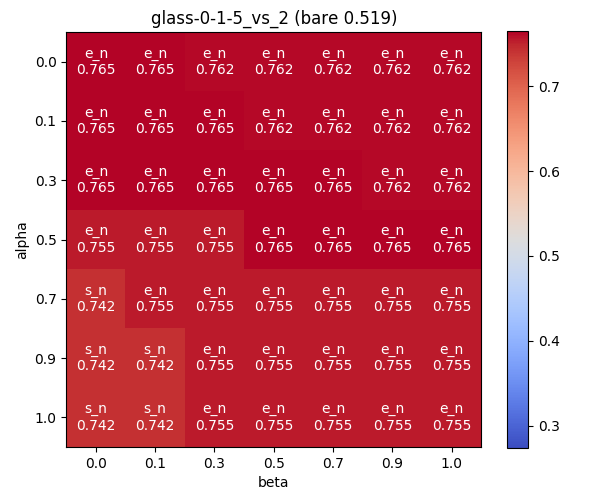 glass-0-1-5_vs_2 (bare 0.519)
e_n e_n e_n e_n e_n e_n e_n
0.0 0.765 0.765 0.762 0.762 0.762 0.762 0.762
e_n e_n e_n e_n e_n e_n e_n
0.1 0.765 0.765 0.765 0.762 0.762 0.762 0.762
e_n e_n e_n e_n e_n e_n e_n
0.3 0.765 0.765 0.765 0.765 0.765 0.762 0.762
e_n e_n e_n e_n e_n e_n e_n
0.5 0.755 0.755 0.755 0.765 0.765 0.765 0.765
s_n e_n e_n e_n e_n e_n e_n
0.7 0.742 0.755 0.755 0.755 0.755 0.755 0.755
s_n s_n e_n e_n e_n e_n e_n
0.9 0.742 0.742 0.755 0.755 0.755 0.755 0.755
s_n s_n e_n e_n e_n e_n e_n
1.0 0.742 0.742 0.755 0.755 0.755 0.755 0.755
0.0 0.1 0.3 0.5 0.7 0.9 1.0
beta
alpha
0.7
0.6
0.5
0.4
0.3